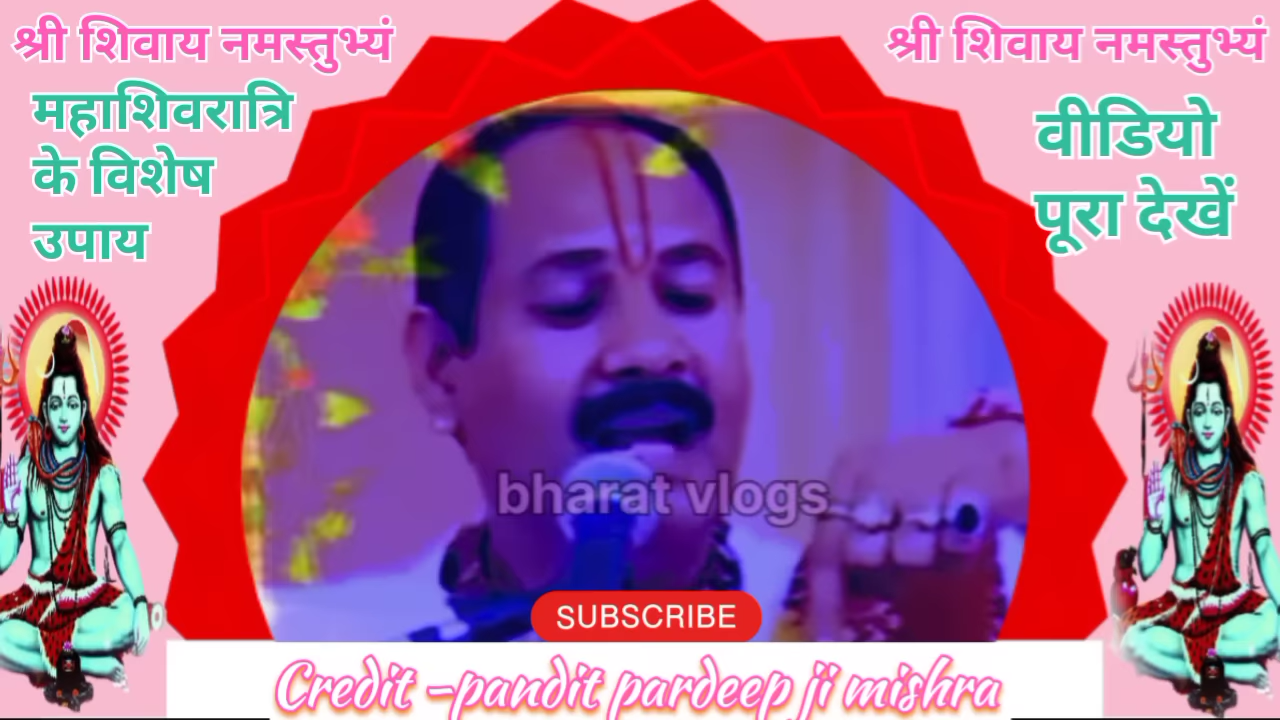 श्री शिवाय नमस्तुभ्यं
महाशिवरात्रि
के विशेष
उपाय
श्री शिवाय नमस्तुभ्यं
वीडियो
पूरा देखें
bharat vlogs
SUBSCRIBE
Credit -pandit pardeep ji mishra